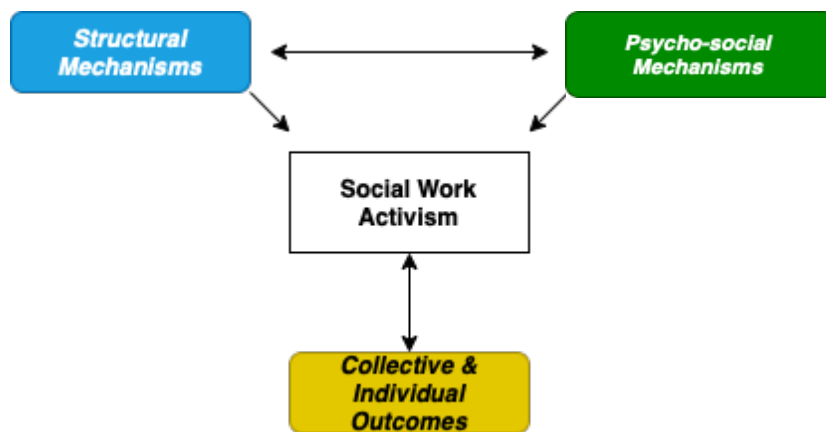 Structural
Mechanisms
Psycho-social
Mechanisms
Social Work
Activism
Collective &
Individual
Outcomes